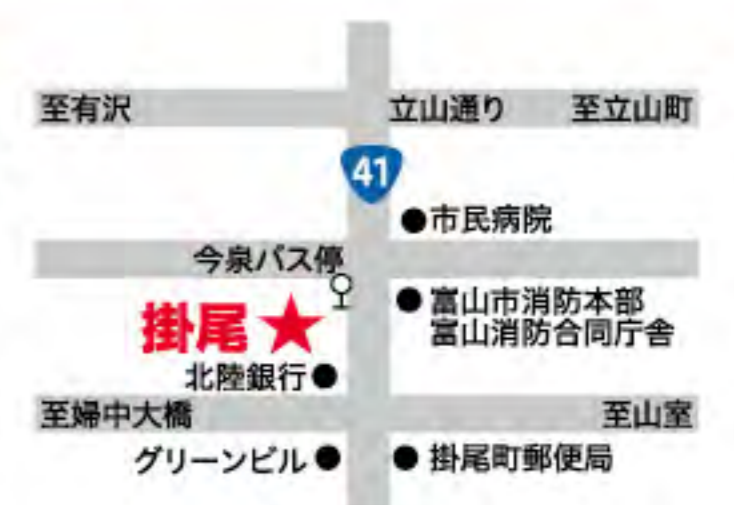 至有沢
立山通り
至立山町
41
市民病院
今泉バス停
富山市消防本部
富山消防合同庁舎
掛尾
北陸銀行
至婦中大橋
至山室
グリーンビル
掛尾町郵便局